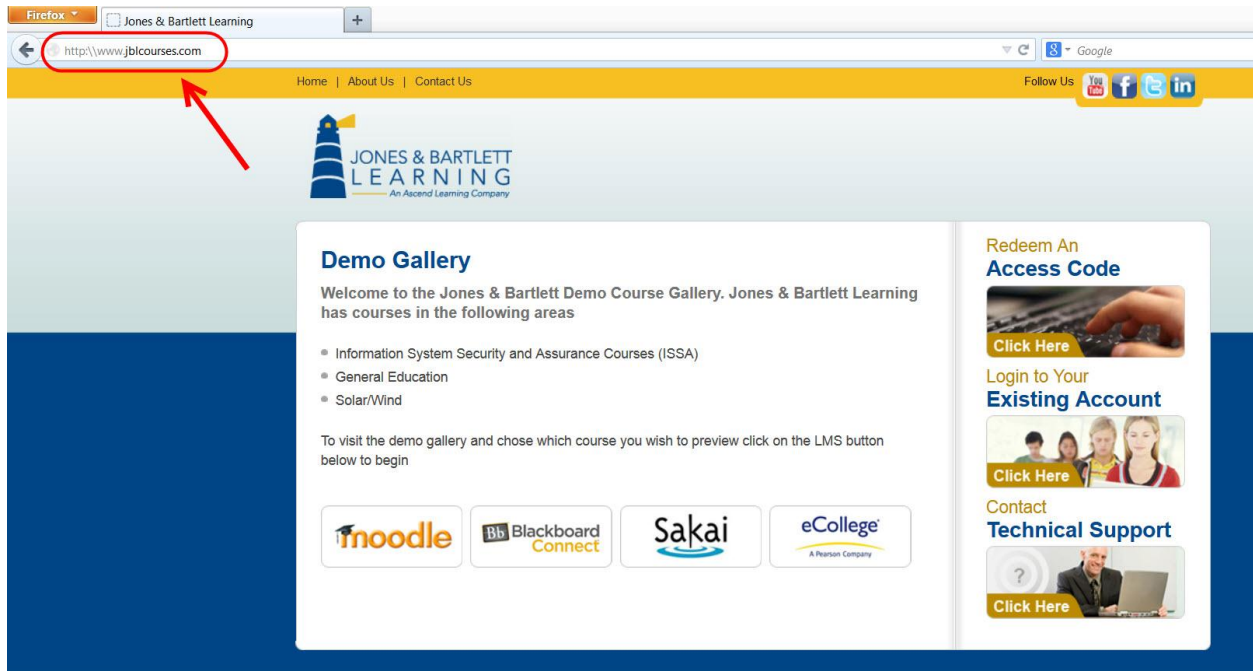 Firefox
Jones & Bartlett Learning
+
http:\\www.jblcourses.com
8
Google
Home | About Us | Contact Us
Follow Us
You Tube
f
t
in
JONES & BARTLETT
LEARNING
An Ascend Learning Company
Demo Gallery
Welcome to the Jones & Bartlett Demo Course Gallery. Jones & Bartlett Learning
has courses in the following areas
Information System Security and Assurance Courses (ISSA)
General Education
Solar/Wind
To visit the demo gallery and chose which course you wish to preview click on the LMS button
below to begin
moodle
Bb Blackboard
Connect
Sakai
eCollege
A Pearson Company
Redeem An
Access Code
Click Here
Login to Your
Existing Account
Click Here
Contact
Technical Support
?
Click Here